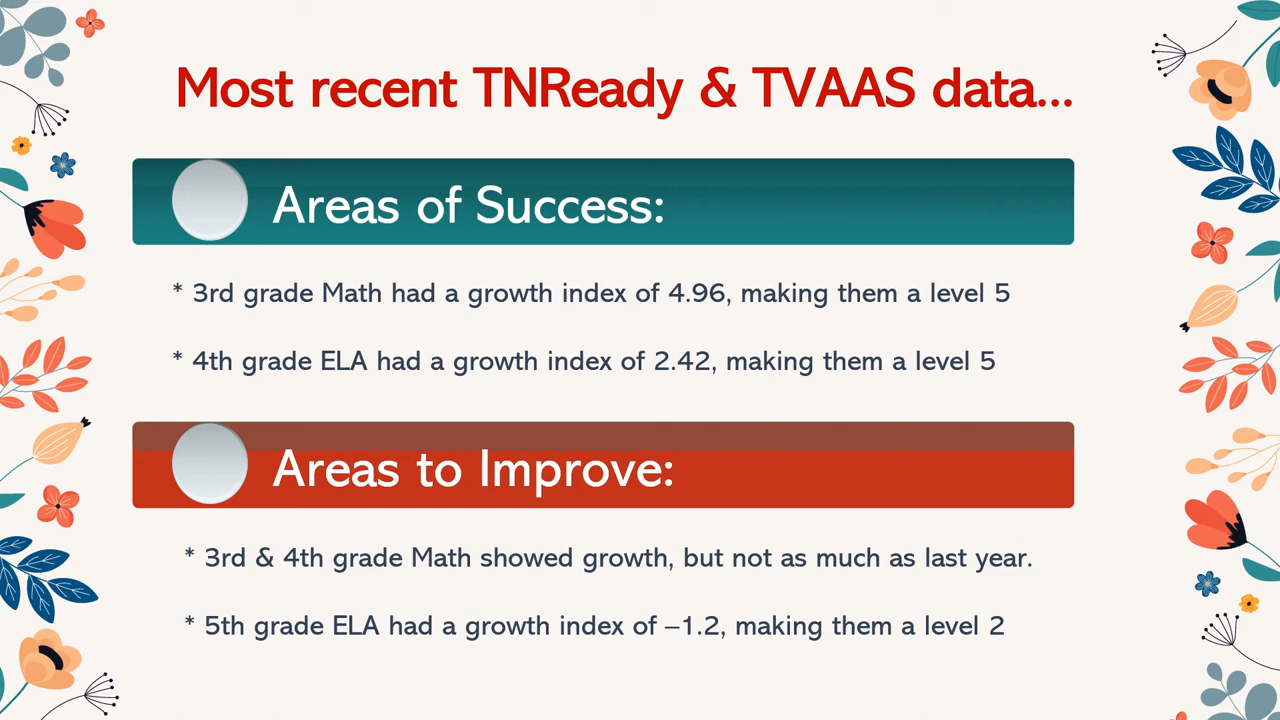 Most recent TNReady & TVAAS data...
Areas of Success:
* 3rd grade Math had a growth index of 4.96, making them a level 5
* 4th grade ELA had a growth index of 2.42, making them a level 5
Areas to Improve:
* 3rd & 4th grade Math showed growth, but not as much as last year.
* 5th grade ELA had a growth index of –1.2, making them a level 2